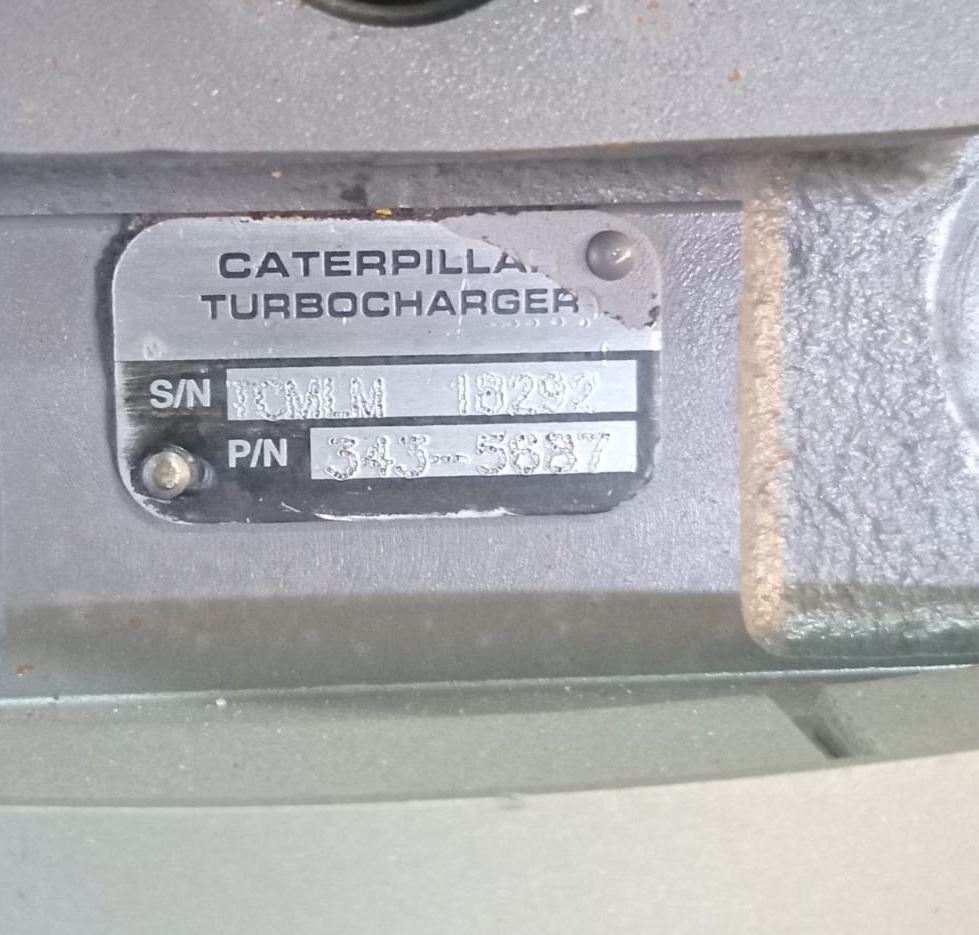 CATERPILLAR
TURBOCHARGER
S/N TCMLM 18292
P/N 343-5687